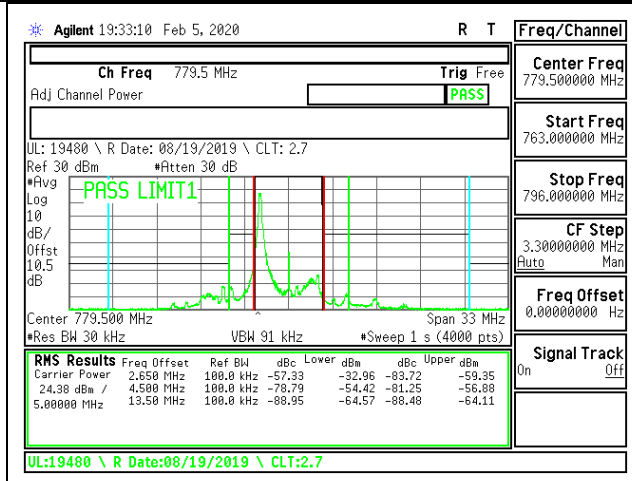 Agilent 19:33:10 Feb 5, 2020 R T
Ch Freq 779.5 MHz Trig Free
Adj Channel Power PASS
UL: 19480 \ R Date: 08/19/2019 \ CLT: 2.7
Ref 30 dBm #Atten 30 dB
#Avg
Log
10
dB/
Offst
10.5
dB
PASS LIMIT1
Center 779.500 MHz Span 33 MHz
#Res BW 30 kHz VBW 91 kHz #Sweep 1 s (4000 pts)
RMS Results Freq Offset Ref BW dBc Lower dBm dBc Upper dBm
Carrier Power 2.650 MHz 100.0 kHz -57.33 -32.96 -83.72 -59.35
24.38 dBm / 4.500 MHz 100.0 kHz -78.79 -54.42 -81.25 -56.88
5.00000 MHz 13.50 MHz 100.0 kHz -88.95 -64.57 -88.48 -64.11
UL:19480 \ R Date:08/19/2019 \ CLT:2.7
Freq/Channel
Center Freq
779.500000 MHz
Start Freq
763.000000 MHz
Stop Freq
796.000000 MHz
CF Step
3.30000000 MHz
Auto Man
Freq Offset
0.00000000 Hz
Signal Track
On Off